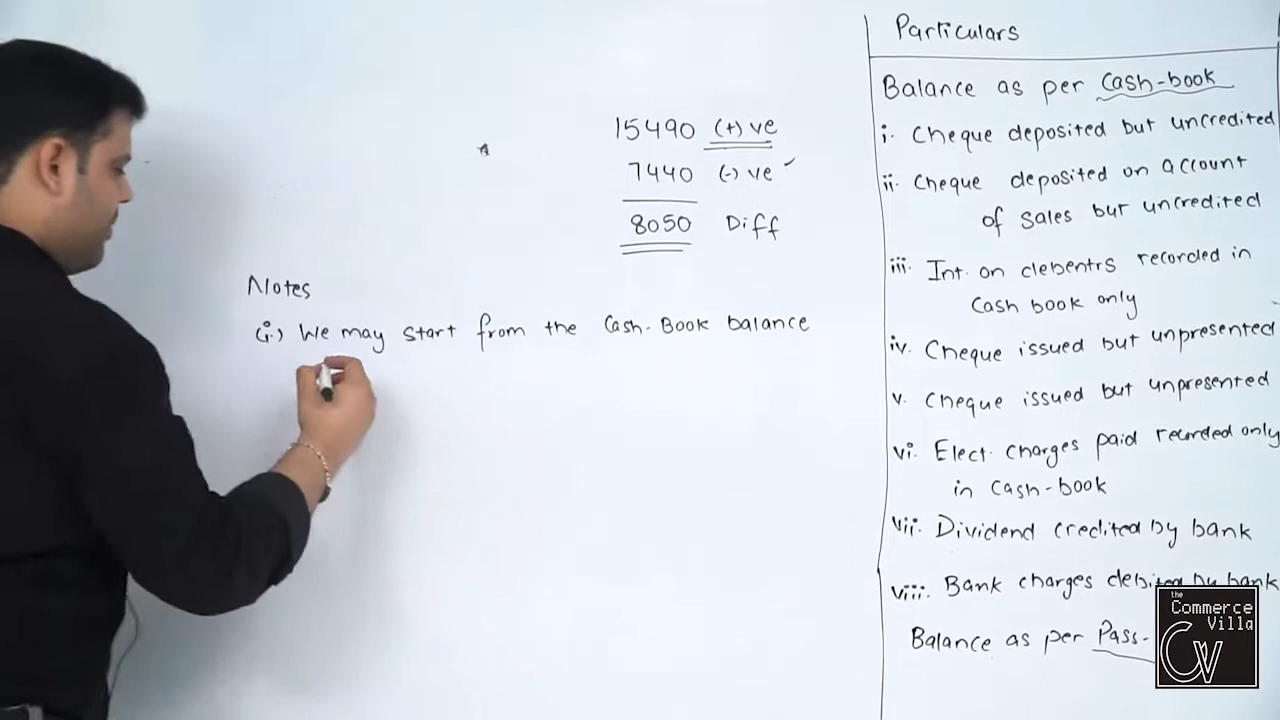 15490 (+)ve
7440 (-)ve
8050 Diff
Notes
(i.) We may start from the Cash-Book balance
Particulars
Balance as per Cash-book
i. Cheque deposited but uncredited
ii. Cheque deposited on account
of sales but uncredited
iii. Int. on debentrs recorded in
Cash book only
iv. Cheque issued but unpresented
v. Cheque issued but unpresented
vi. Elect. charges paid recorded only
in Cash-book
vii. Dividend credited by bank
viii. Bank charges debited by bank
Balance as per Pass-
the
Commerce
Villa
CV